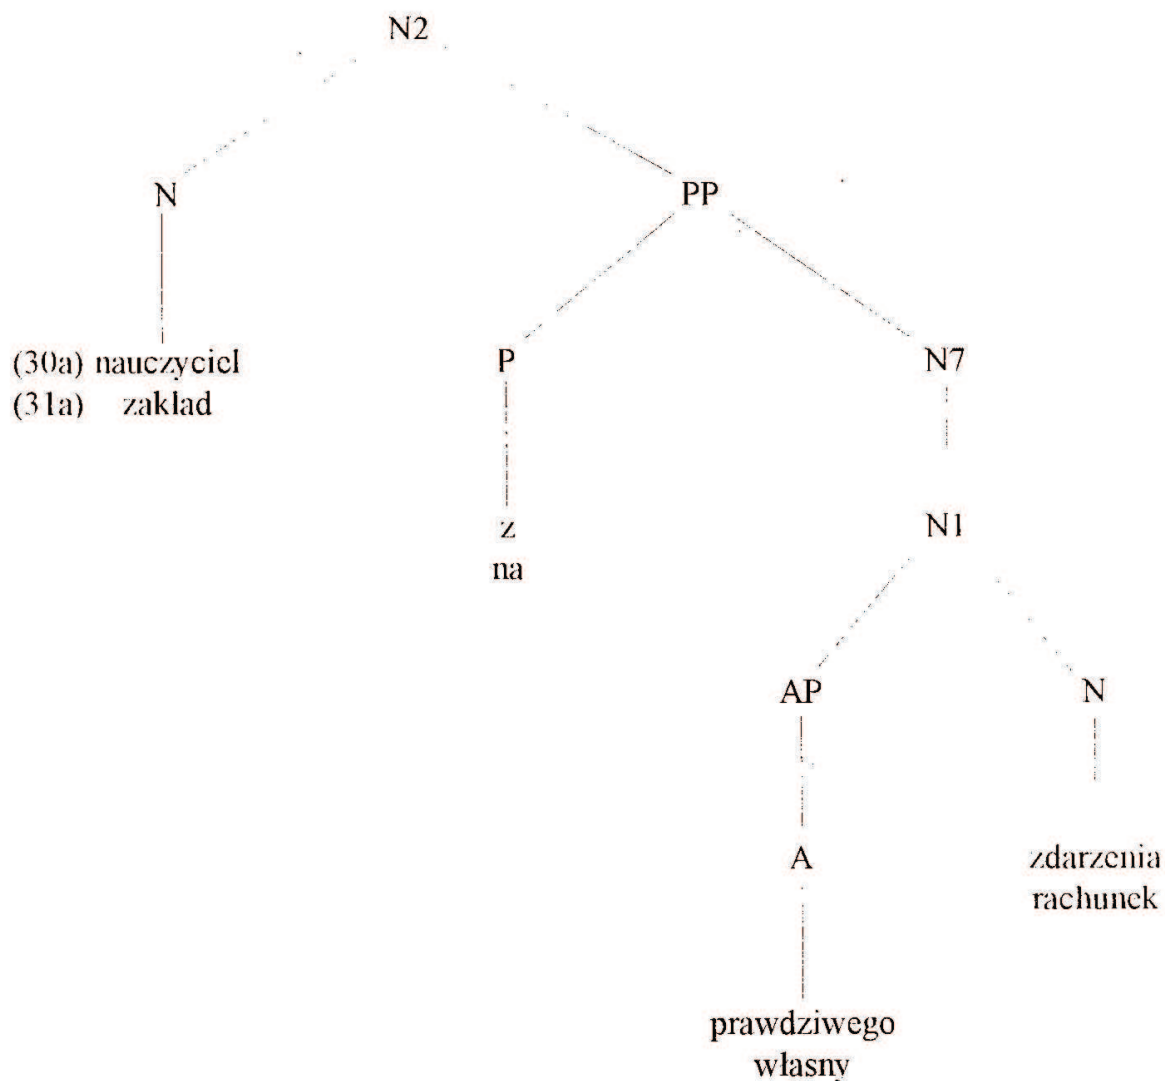 N2
N PP
(30a) nauczyciel P N7
(31a) zakład
z N1
na
AP N
A zdarzenia
rachunek
prawdziwego
własny